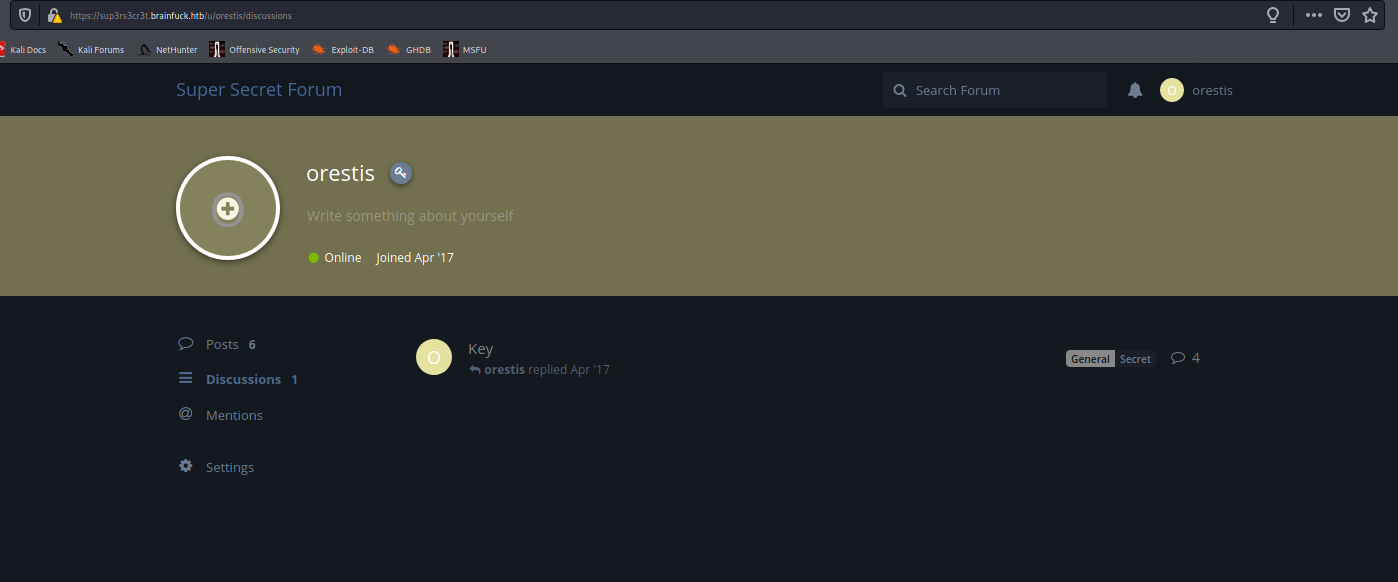 https://sup3rs3cr3t.brainfuck.htb/u/orestis/discussions
Kali Docs Kali Forums NetHunter Offensive Security Exploit-DB GHDB MSFU
Super Secret Forum Search Forum O orestis
orestis
Write something about yourself
Online Joined Apr '17
Posts 6
Discussions 1
Mentions
Settings
O Key General Secret 4
orestis replied Apr '17